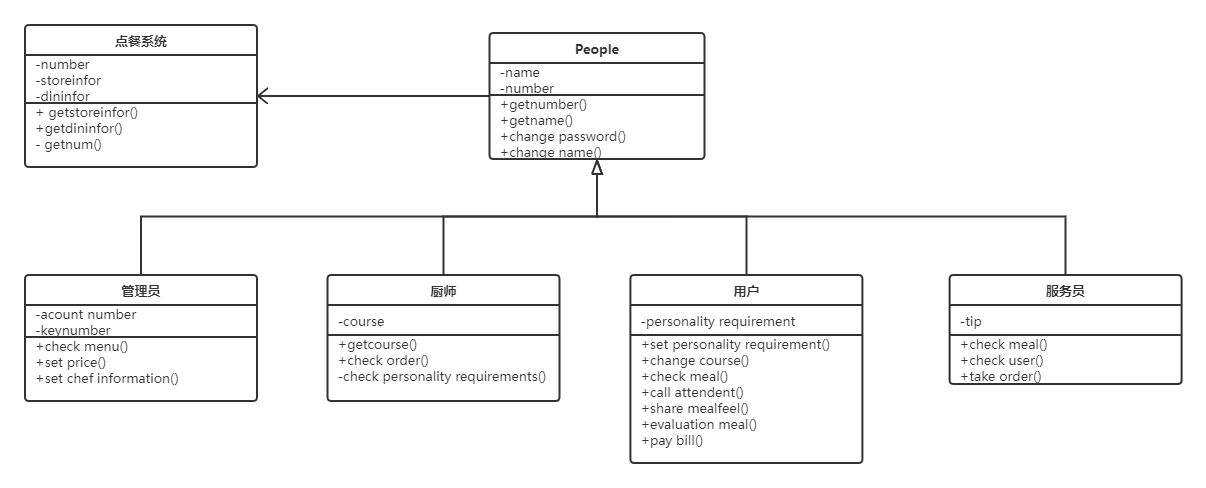 点餐系统
-number
-storeinfor
-dininfor
+ getstoreinfor()
+getdininfor()
- getnum()
People
-name
-number
+getnumber()
+getname()
+change password()
+change name()
管理员
-acount number
-keynumber
+check menu()
+set price()
+set chef information()
厨师
-course
+getcourse()
+check order()
-check personality requirements()
用户
-personality requirement
+set personality requirement()
+change course()
+check meal()
+call attendent()
+share mealfeel()
+evaluation meal()
+pay bill()
服务员
-tip
+check meal()
+check user()
+take order()